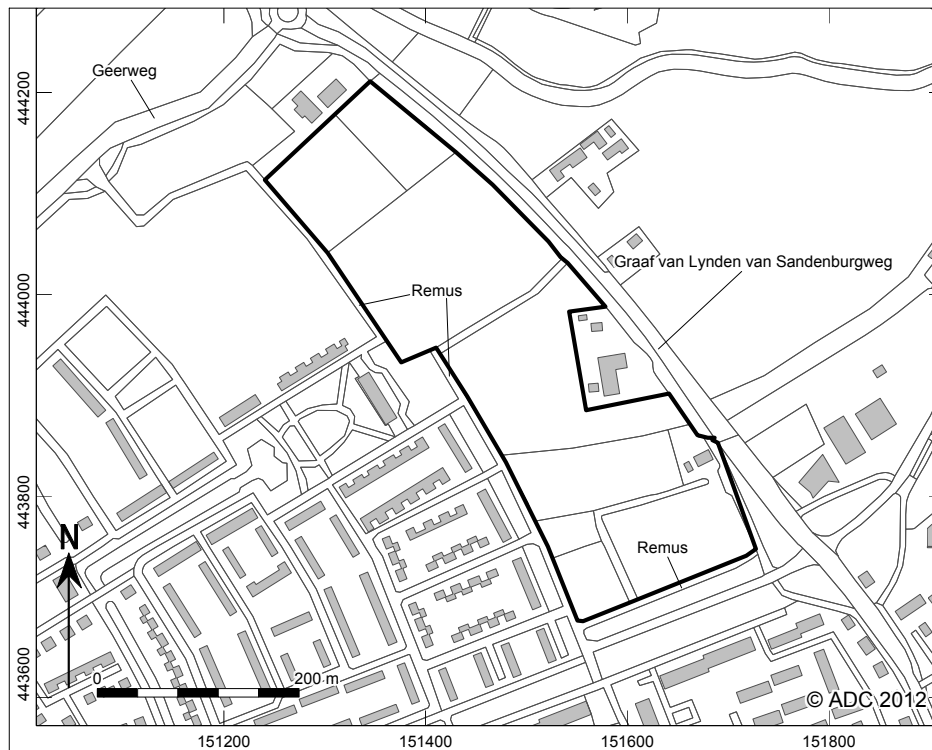 Geerweg
444200
Graaf van Lynden van Sandenburgweg
444000
Remus
443800
N
Remus
0
200 m
443600
© ADC 2012
151200
151400
151600
151800